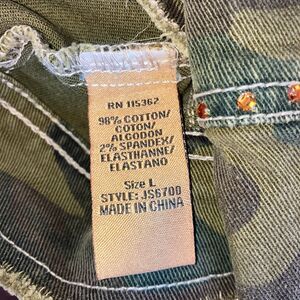 RN 115362
98% COTTON/
COTON/
ALGODON
2% SPANDEX/
ELASTHANNE/
ELASTANO
Size L
STYLE: JS6700
MADE IN CHINA